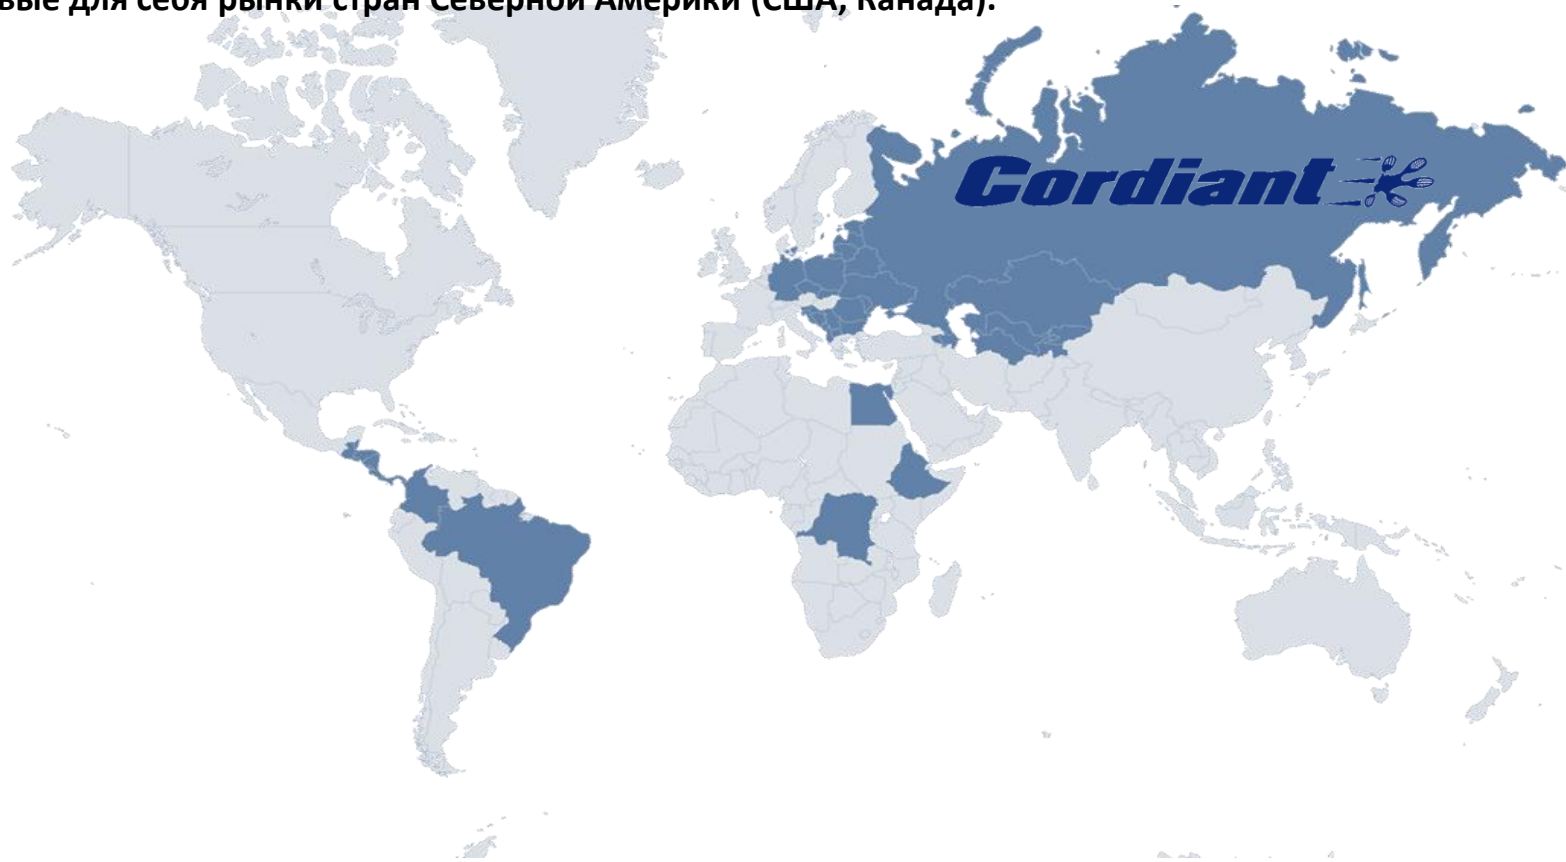 вые для себя рынки стран Северной Америки (США, Канада).
Cordiant